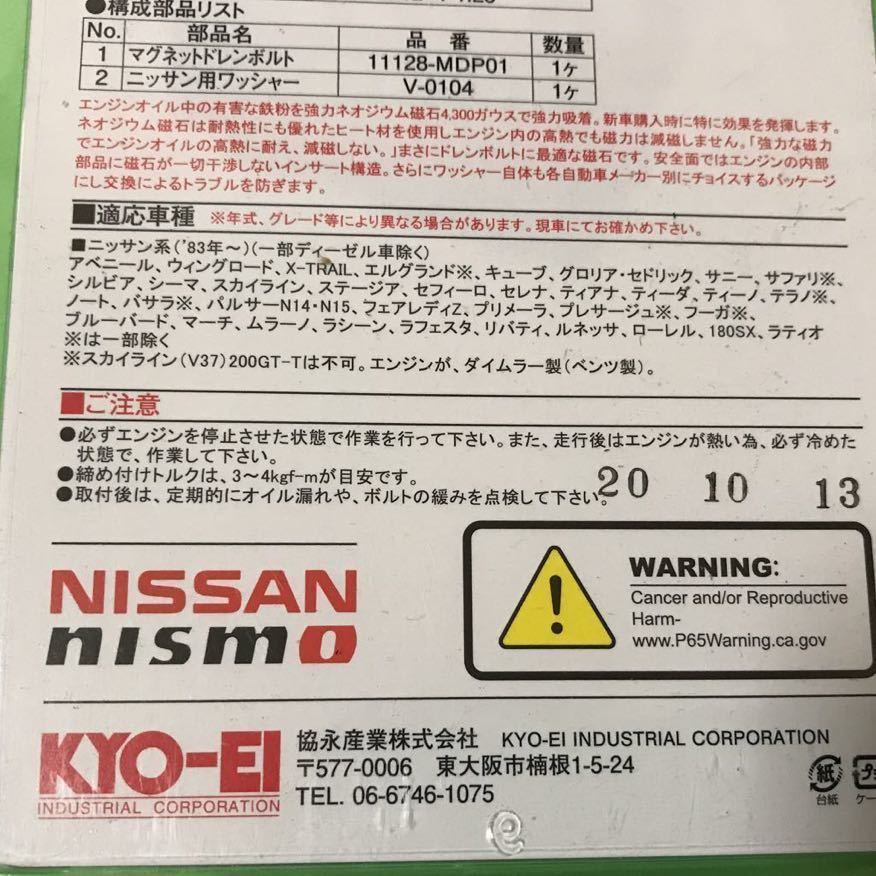 ●構成部品リスト
No. 部品名 品番 数量
1 マグネットドレンボルト 11128-MDP01 1ヶ
2 ニッサン用ワッシャー V-0104 1ヶ
エンジンオイル中の有害な鉄粉を強力ネオジウム磁石4,300ガウスで強力吸着。新車購入時に特に効果を発揮します。
ネオジウム磁石は耐熱性にも優れたヒート材を使用しエンジン内の高熱でも磁力は減磁しません。「強力な磁力
でエンジンオイルの高熱に耐え、減磁しない。」まさにドレンボルトに最適な磁石です。安全面ではエンジンの内部
部品に磁石が一切干渉しないインサート構造。さらにワッシャー自体も各自動車メーカー別にチョイスするパッケージ
にし交換によるトラブルを防ぎます。
■適応車種 ※年式、グレード等により異なる場合があります。現車にてお確かめ下さい。
■ニッサン系('83年〜)(一部ディーゼル車除く)
アベニール、ウィングロード、X-TRAIL、エルグランド※、キューブ、グロリア・セドリック、サニー、サファリ※、
シルビア、シーマ、スカイライン、ステージア、セフィーロ、セレナ、ティアナ、ティーダ、ティーノ、テラノ※、
ノート、バサラ※、パルサーN14・N15、フェアレディZ、プリメーラ、プレサージュ※、フーガ※、
ブルーバード、マーチ、ムラーノ、ラシーン、ラフェスタ、リバティ、ルネッサ、ローレル、180SX、ラティオ
※は一部除く
※スカイライン(V37)200GT-Tは不可。エンジンが、ダイムラー製(ベンツ製)。
■ご注意
●必ずエンジンを停止させた状態で作業を行って下さい。また、走行後はエンジンが熱い為、必ず冷めた
状態で、作業して下さい。
●締め付けトルクは、3〜4kgf-mが目安です。
●取付後は、定期的にオイル漏れや、ボルトの緩みを点検して下さい。
20 10 13
NISSAN
nismo
WARNING:
Cancer and/or Reproductive
Harm-
www.P65Warning.ca.gov
KYO-EI
INDUSTRIAL CORPORATION
協永産業株式会社 KYO-EI INDUSTRIAL CORPORATION
〒577-0006 東大阪市楠根1-5-24
TEL. 06-6746-1075
紙
台紙
プ
ケー
9